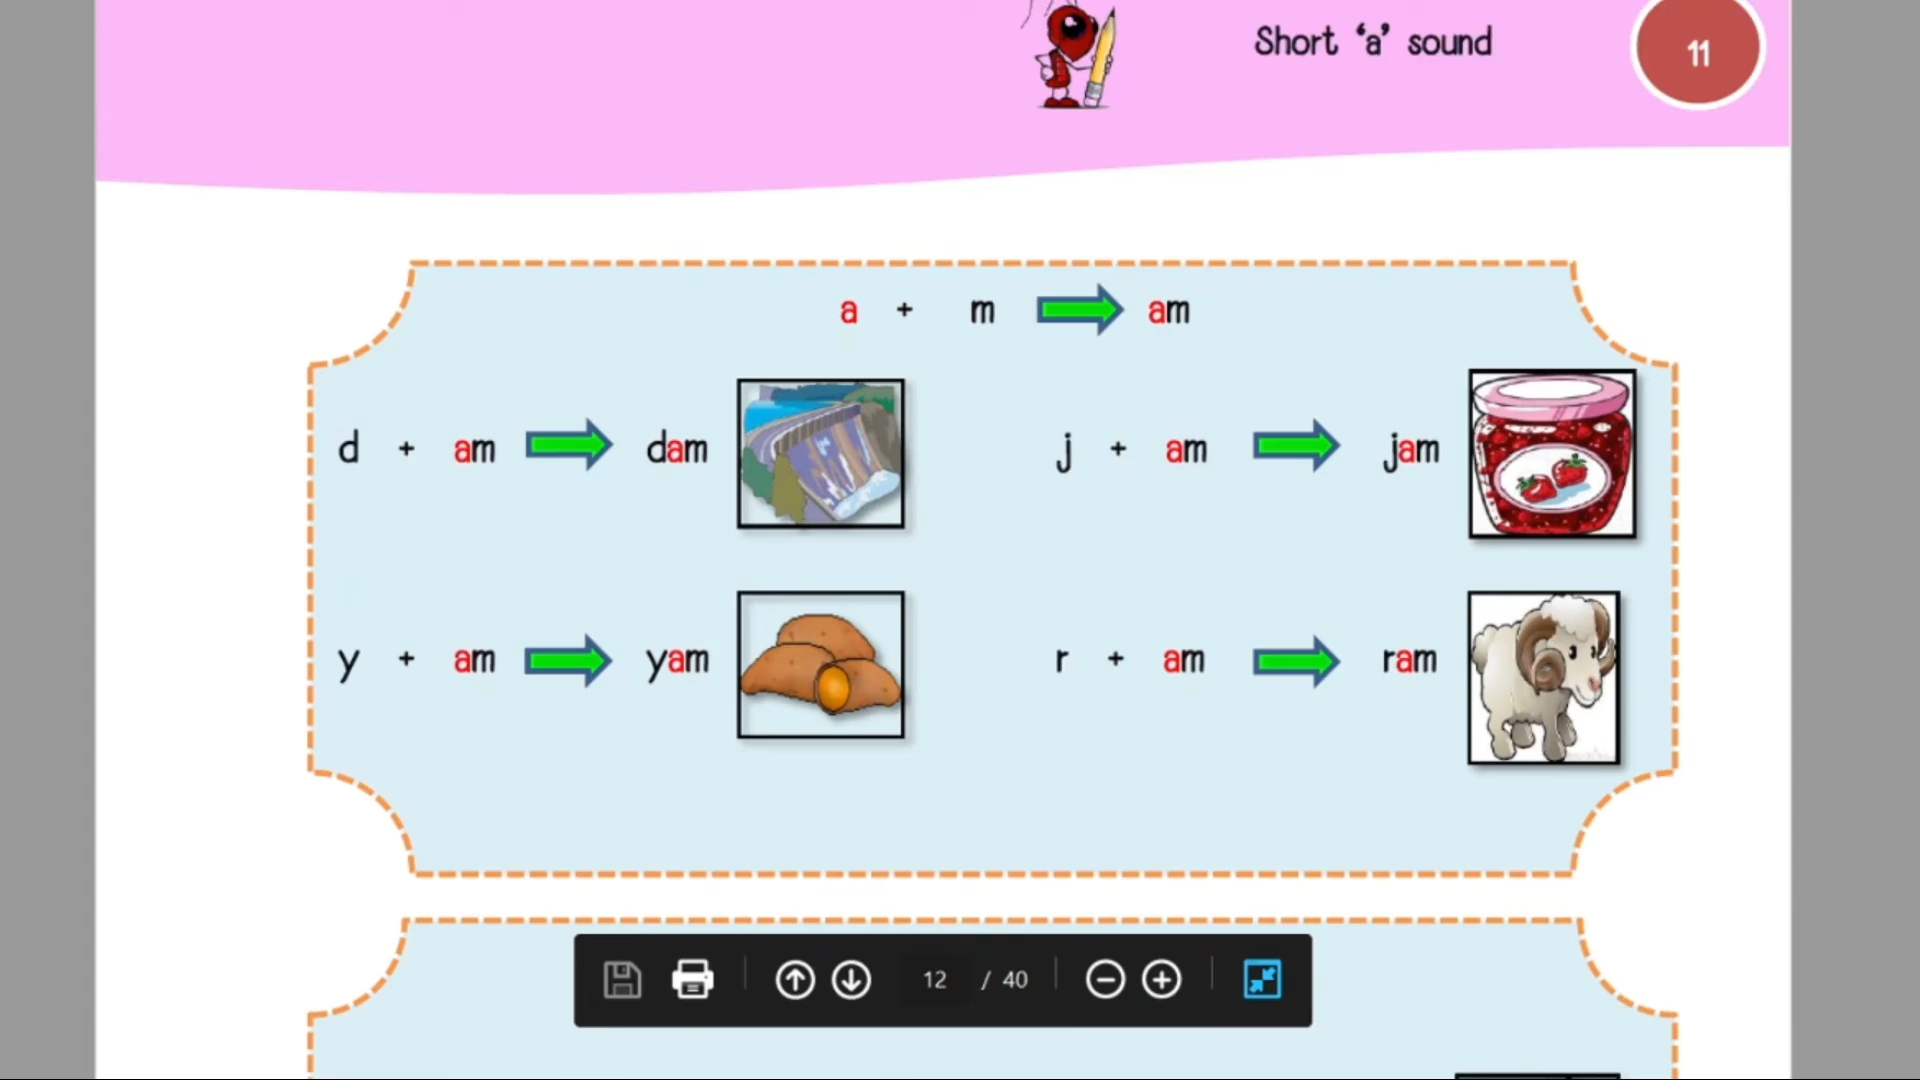 Short ‘a’ sound
11
a + m am
d + am dam
j + am jam
y + am yam
r + am ram
12 / 40